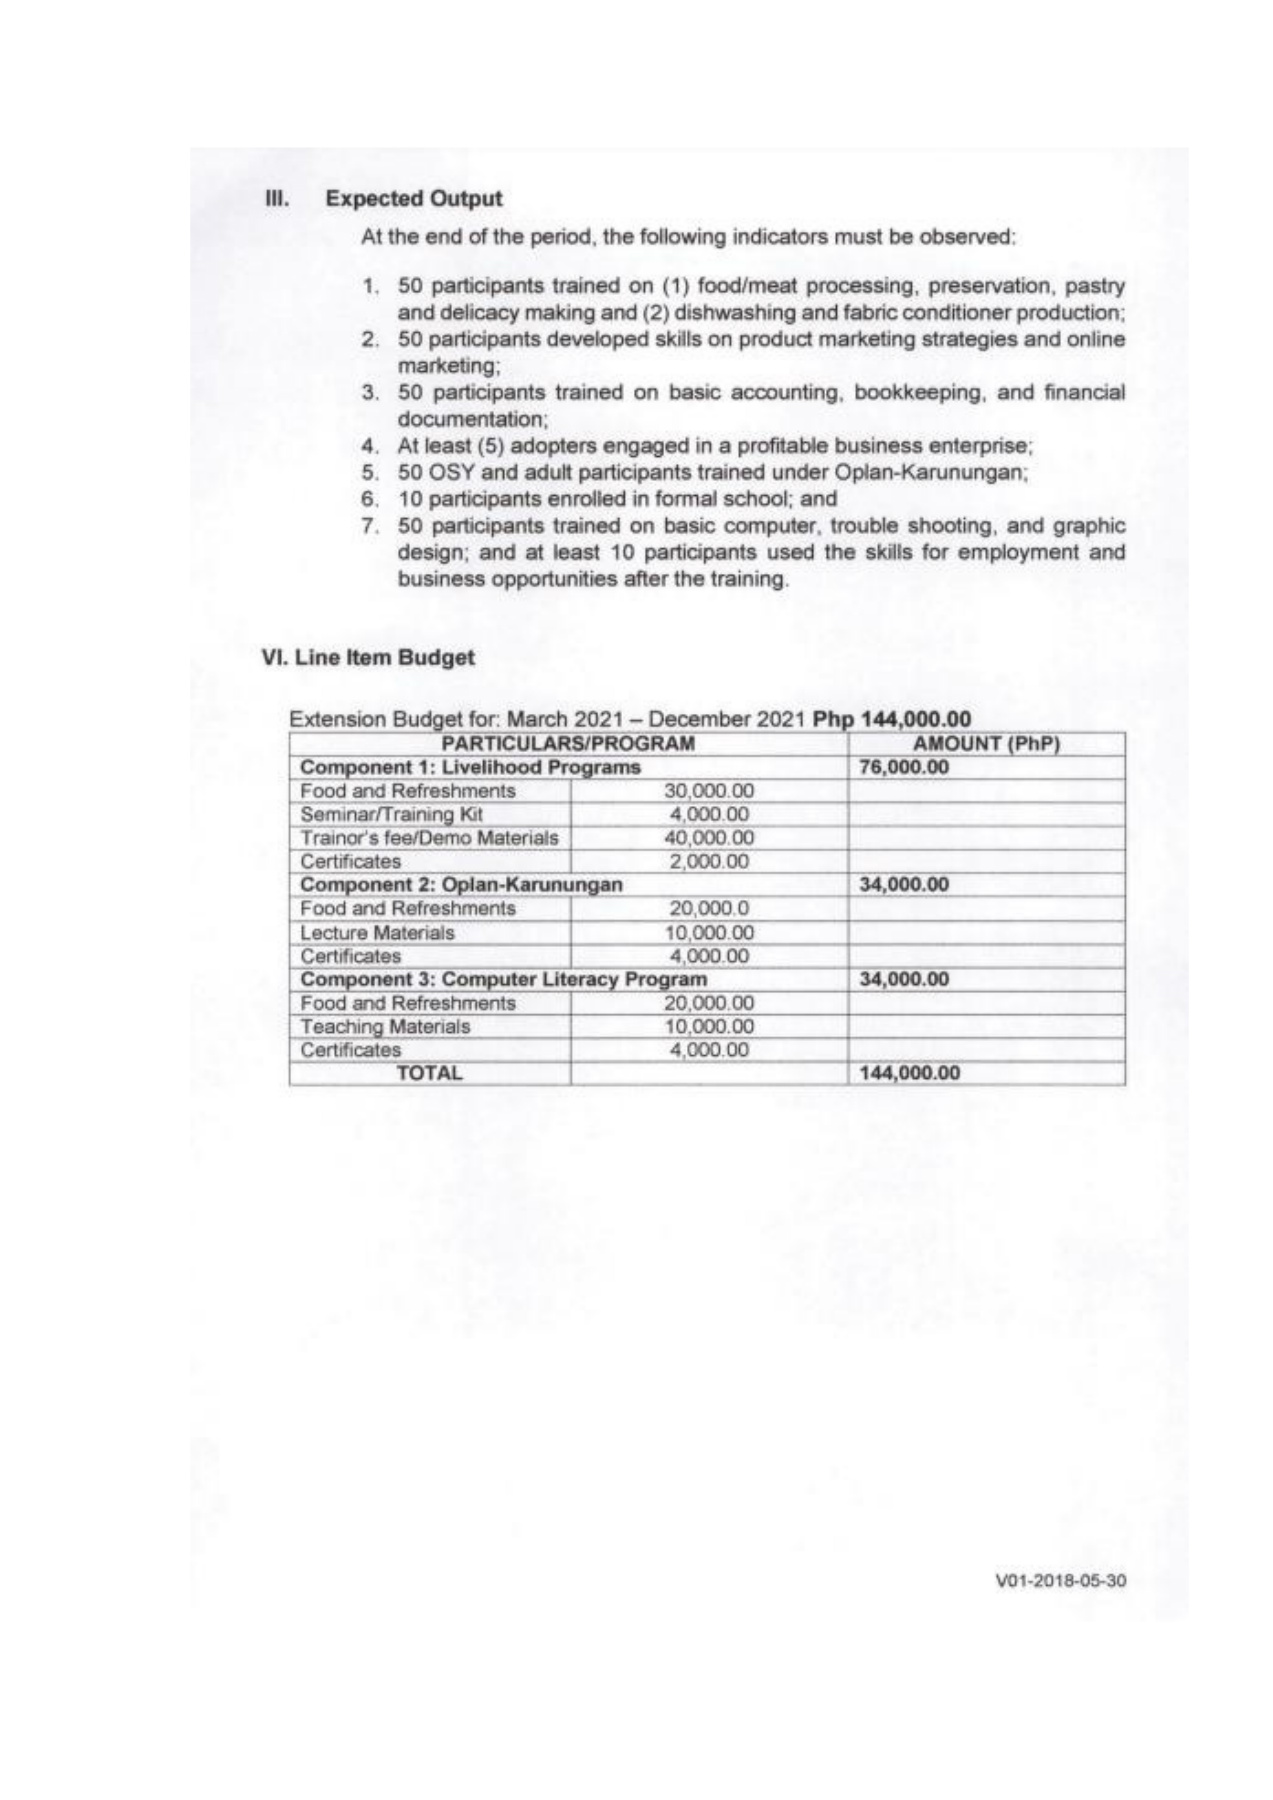 III. Expected Output
At the end of the period, the following indicators must be observed:
1. 50 participants trained on (1) food/meat processing, preservation, pastry
and delicacy making and (2) dishwashing and fabric conditioner production;
2. 50 participants developed skills on product marketing strategies and online
marketing;
3. 50 participants trained on basic accounting, bookkeeping, and financial
documentation;
4. At least (5) adopters engaged in a profitable business enterprise;
5. 50 OSY and adult participants trained under Oplan-Karunungan;
6. 10 participants enrolled in formal school; and
7. 50 participants trained on basic computer, trouble shooting, and graphic
design; and at least 10 participants used the skills for employment and
business opportunities after the training.
VI. Line Item Budget
Extension Budget for: March 2021 – December 2021 Php 144,000.00
PARTICULARS/PROGRAM AMOUNT (PhP)
Component 1: Livelihood Programs 76,000.00
Food and Refreshments 30,000.00
Seminar/Training Kit 4,000.00
Trainor's fee/Demo Materials 40,000.00
Certificates 2,000.00
Component 2: Oplan-Karunungan 34,000.00
Food and Refreshments 20,000.0
Lecture Materials 10,000.00
Certificates 4,000.00
Component 3: Computer Literacy Program 34,000.00
Food and Refreshments 20,000.00
Teaching Materials 10,000.00
Certificates 4,000.00
TOTAL 144,000.00
V01-2018-05-30